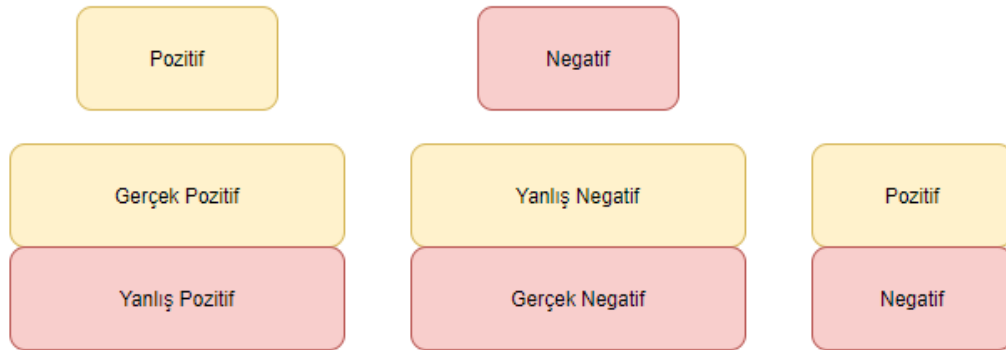 Pozitif
Negatif
Gerçek Pozitif
Yanlış Negatif
Pozitif
Yanlış Pozitif
Gerçek Negatif
Negatif